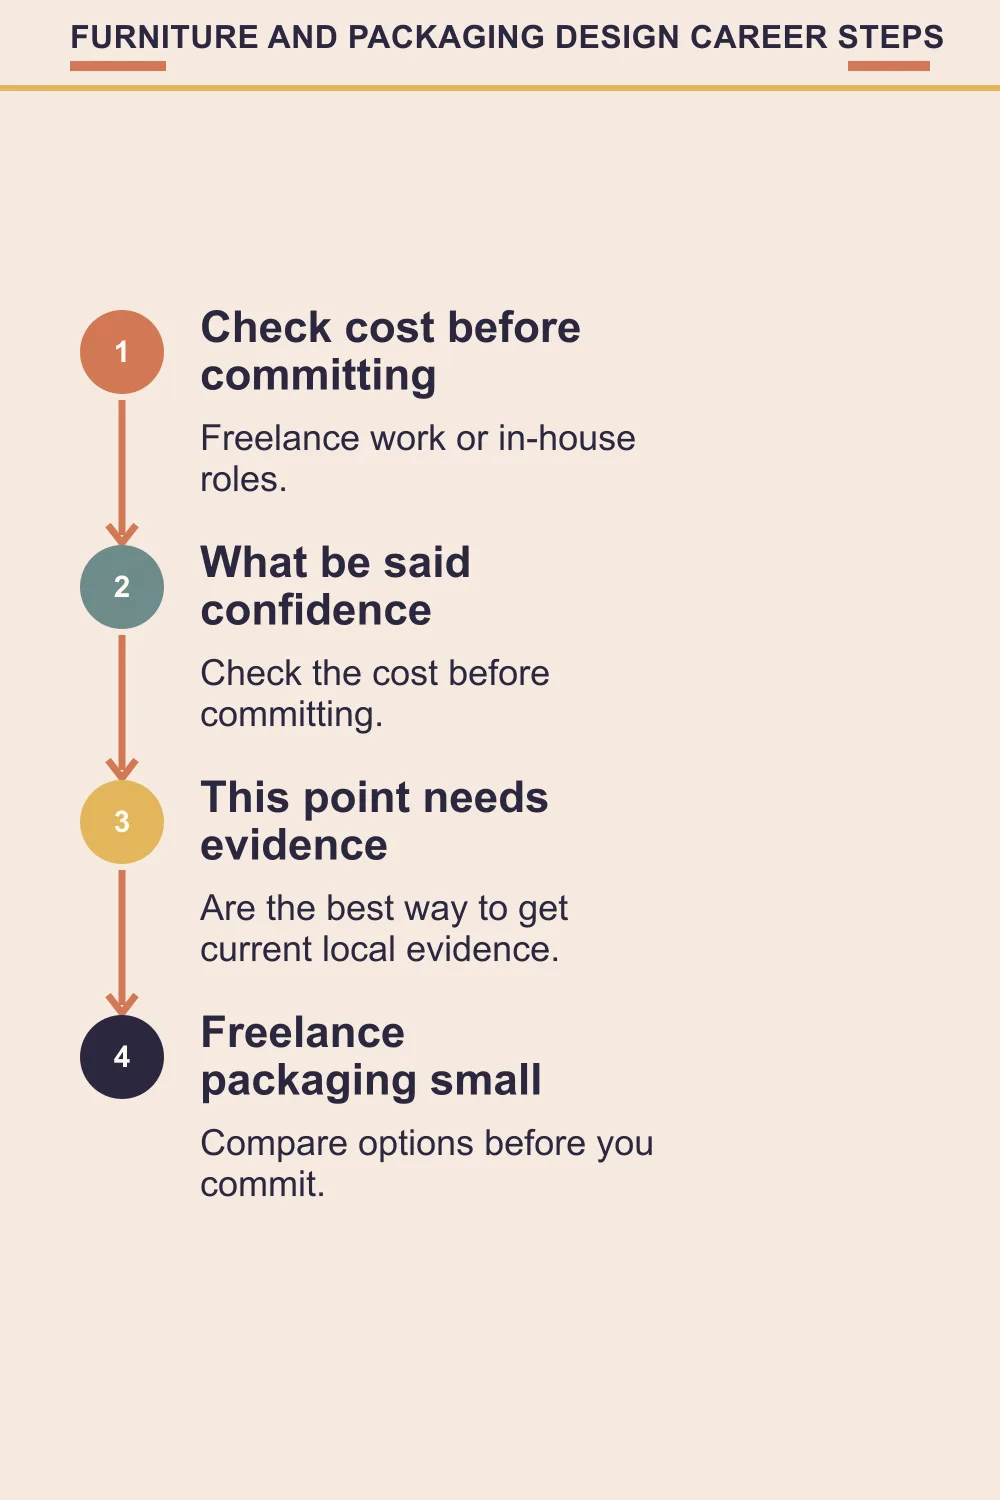 FURNITURE AND PACKAGING DESIGN CAREER STEPS
1
Check cost before
committing
Freelance work or in-house
roles.
2
What be said
confidence
Check the cost before
committing.
3
This point needs
evidence
Are the best way to get
current local evidence.
4
Freelance
packaging small
Compare options before you
commit.